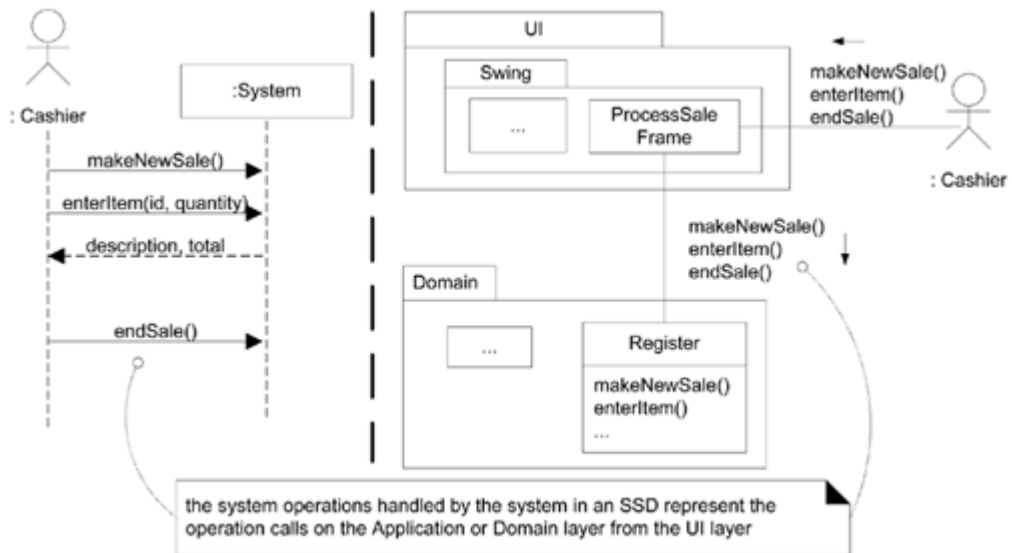 : Cashier
:System
makeNewSale()
enterItem(id, quantity)
description, total
endSale()
UI
Swing
...
ProcessSale
Frame
makeNewSale()
enterItem()
endSale()
: Cashier
makeNewSale()
enterItem()
endSale()
Domain
...
Register
makeNewSale()
enterItem()
...
the system operations handled by the system in an SSD represent the
operation calls on the Application or Domain layer from the UI layer